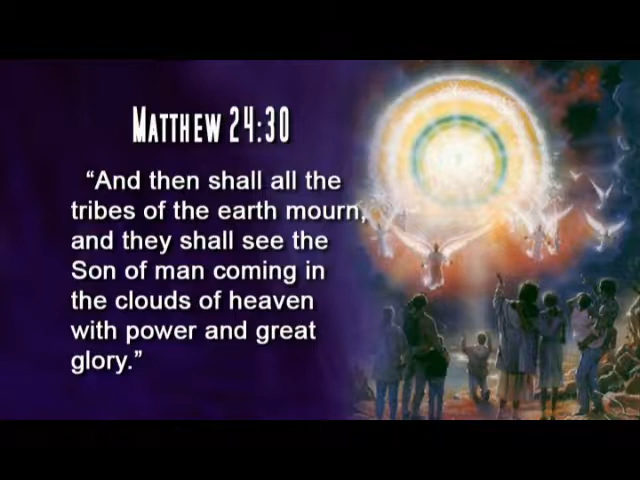 MATTHEW 24:30
“And then shall all the
tribes of the earth mourn,
and they shall see the
Son of man coming in
the clouds of heaven
with power and great
glory.”